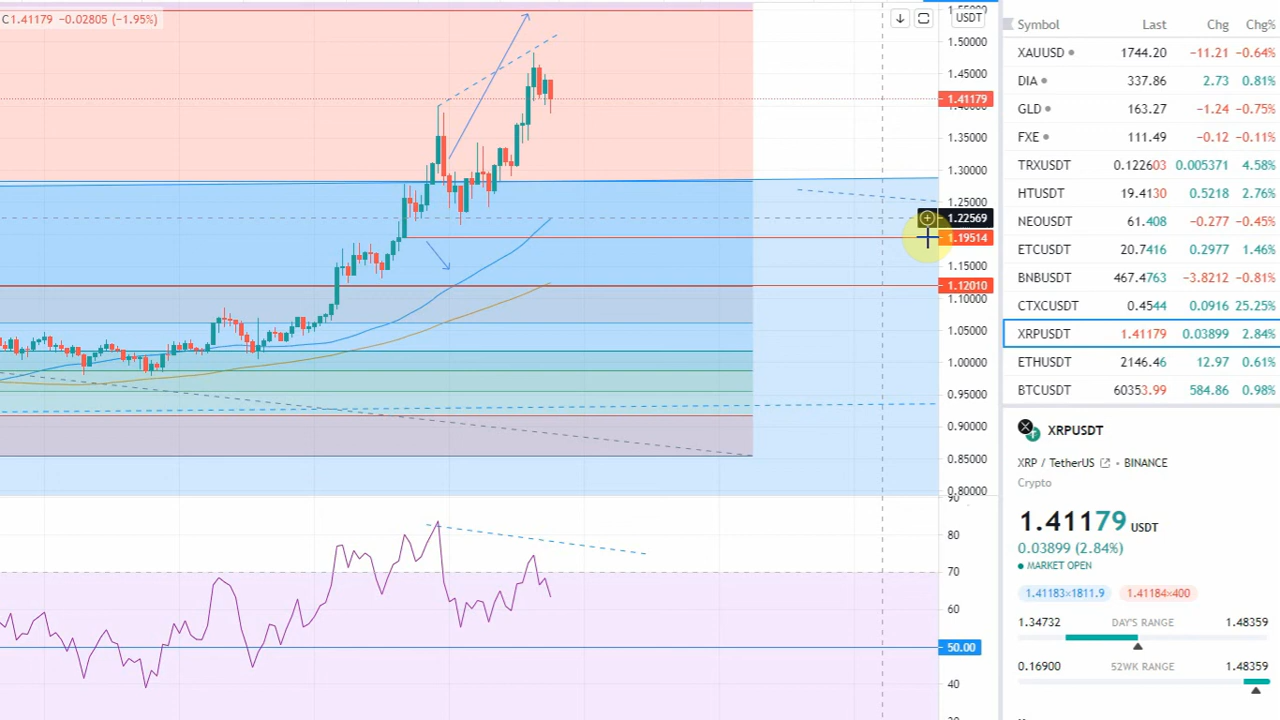 C1.41179 −0.02805 (−1.95%)
USDT
1.50000
1.45000
1.41179
1.35000
1.30000
1.25000
1.22569
1.19514
1.15000
1.12010
1.10000
1.05000
1.00000
0.95000
0.90000
0.85000
0.80000
90
80
70
60
50.00
40
Symbol Last Chg Chg%
XAUUSD 1744.20 −11.21 −0.64%
DIA 337.86 2.73 0.81%
GLD 163.27 −1.24 −0.75%
FXE 111.49 −0.12 −0.11%
TRXUSDT 0.122603 0.005371 4.58%
HTUSDT 19.4130 0.5218 2.76%
NEOUSDT 61.408 −0.277 −0.45%
ETCUSDT 20.7416 0.2977 1.46%
BNBUSDT 467.4763 −3.8212 −0.81%
CTXCUSDT 0.4544 0.0916 25.25%
XRPUSDT 1.41179 0.03899 2.84%
ETHUSDT 2146.46 12.97 0.61%
BTCUSDT 60353.99 584.86 0.98%
XRPUSDT
XRP / TetherUS • BINANCE
Crypto
1.41179 USDT
0.03899 (2.84%)
MARKET OPEN
1.41183×1811.9 1.41184×400
1.34732 DAY'S RANGE 1.48359
0.16900 52WK RANGE 1.48359